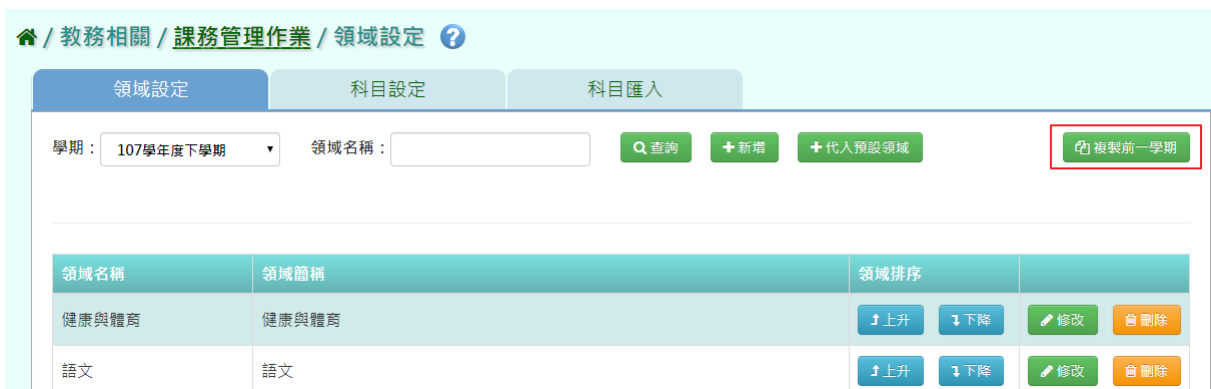 / 教務相關 / 課務管理作業 / 領域設定 ?
領域設定 科目設定 科目匯入
學期： 107學年度下學期 領域名稱： 查詢 +新增 +代入預設領域 複製前一學期
領域名稱 領域簡稱 領域排序
健康與體育 健康與體育 上升 下降 修改 刪除
語文 語文 上升 下降 修改 刪除